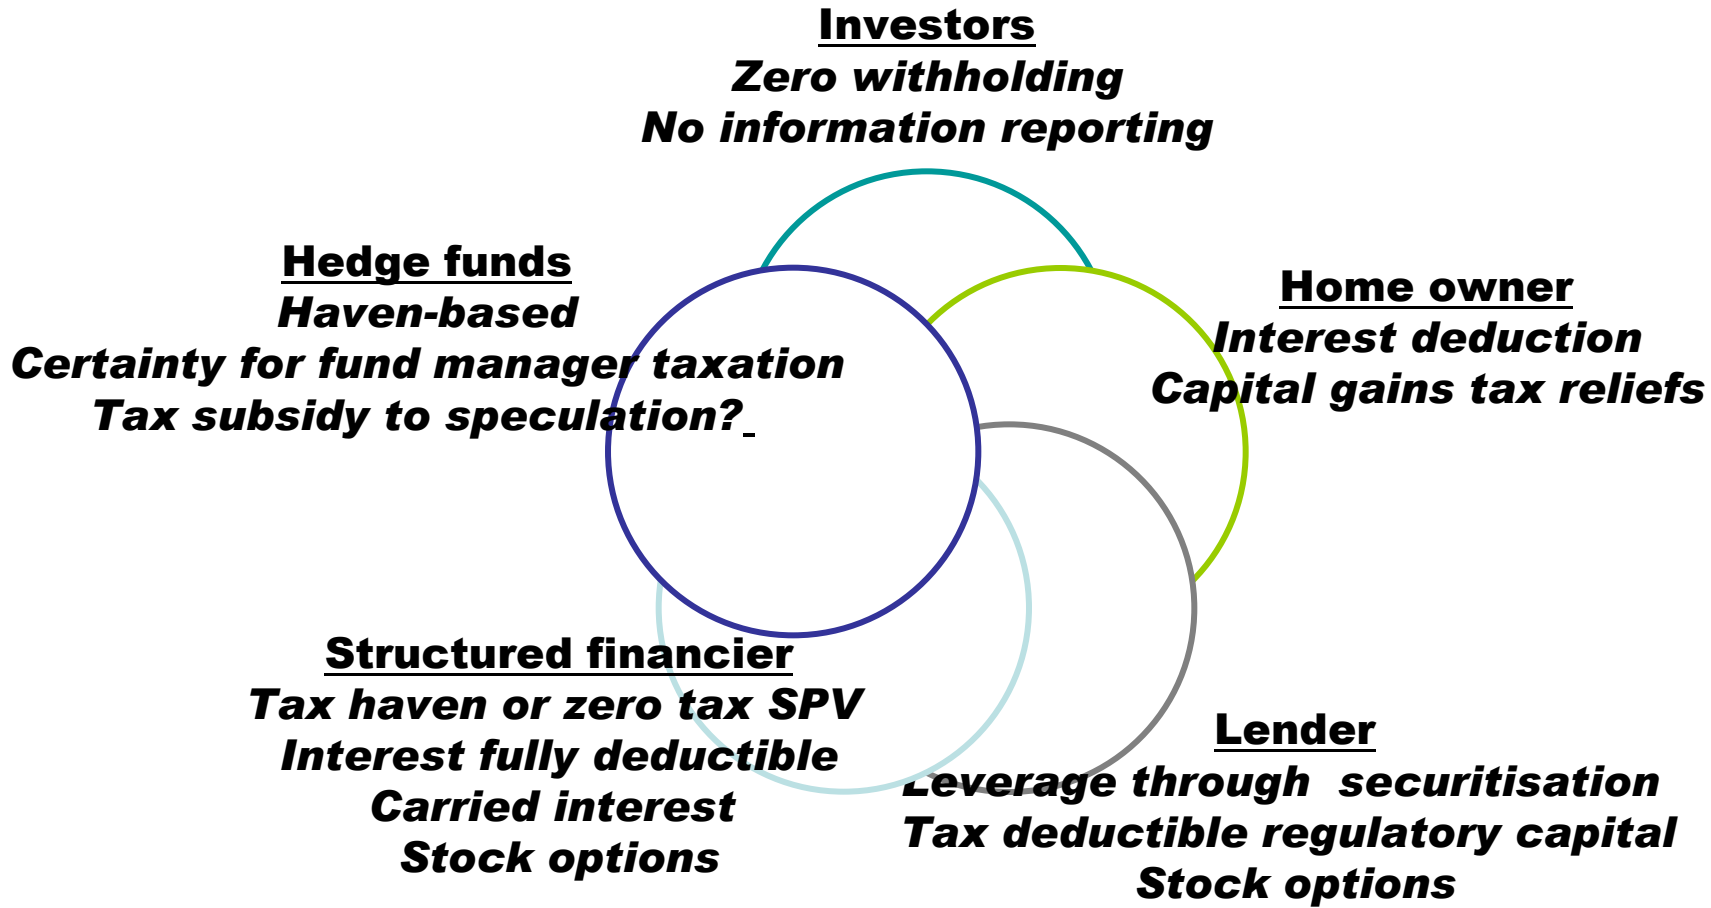 Investors
Zero withholding
No information reporting
Hedge funds
Haven-based
Certainty for fund manager taxation
Tax subsidy to speculation?
Home owner
Interest deduction
Capital gains tax reliefs
Structured financier
Tax haven or zero tax SPV
Interest fully deductible
Carried interest
Stock options
Lender
Leverage through  securitisation
Tax deductible regulatory capital
Stock options